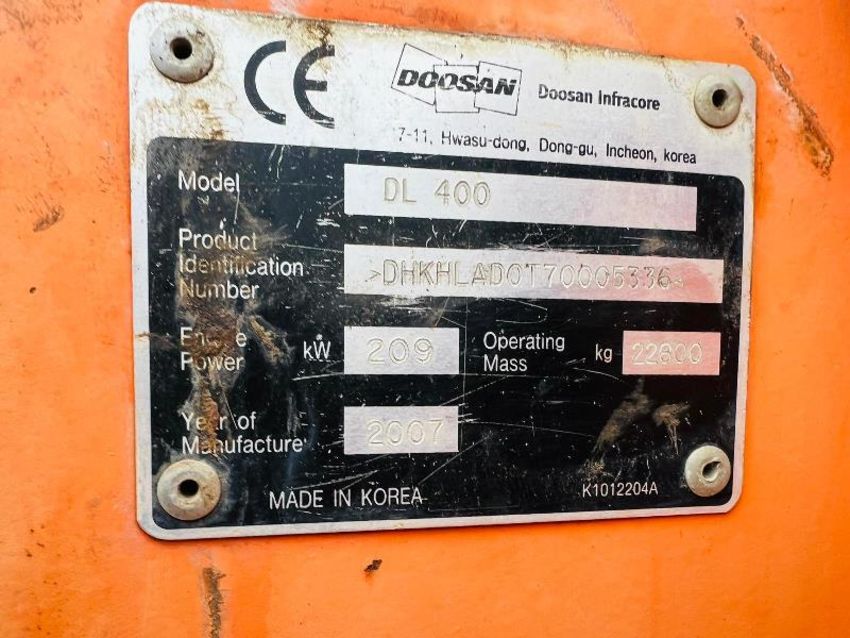 CE DOOSAN Doosan Infracore
7-11, Hwasu-dong, Dong-gu, Incheon, korea
Model DL 400
Product
Identification
Number >DHKHLAD0T70005336<
Engine
Power kW 209 Operating
Mass kg 22800
Year of
Manufacture 2007
MADE IN KOREA K1012204A